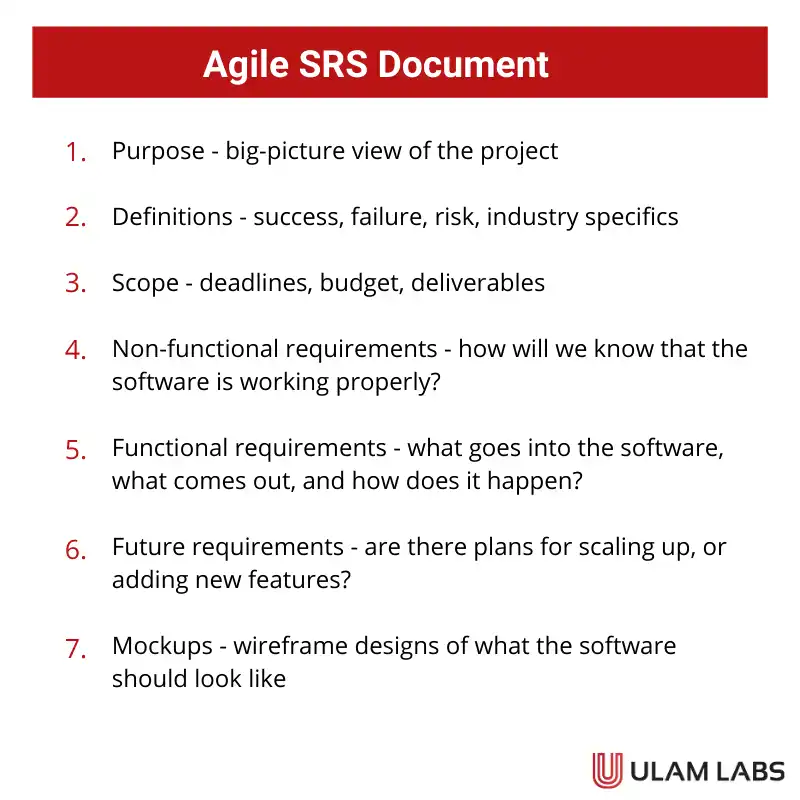 Agile SRS Document
1. Purpose - big-picture view of the project
2. Definitions - success, failure, risk, industry specifics
3. Scope - deadlines, budget, deliverables
4. Non-functional requirements - how will we know that the
software is working properly?
5. Functional requirements - what goes into the software,
what comes out, and how does it happen?
6. Future requirements - are there plans for scaling up, or
adding new features?
7. Mockups - wireframe designs of what the software
should look like
ULAM LABS